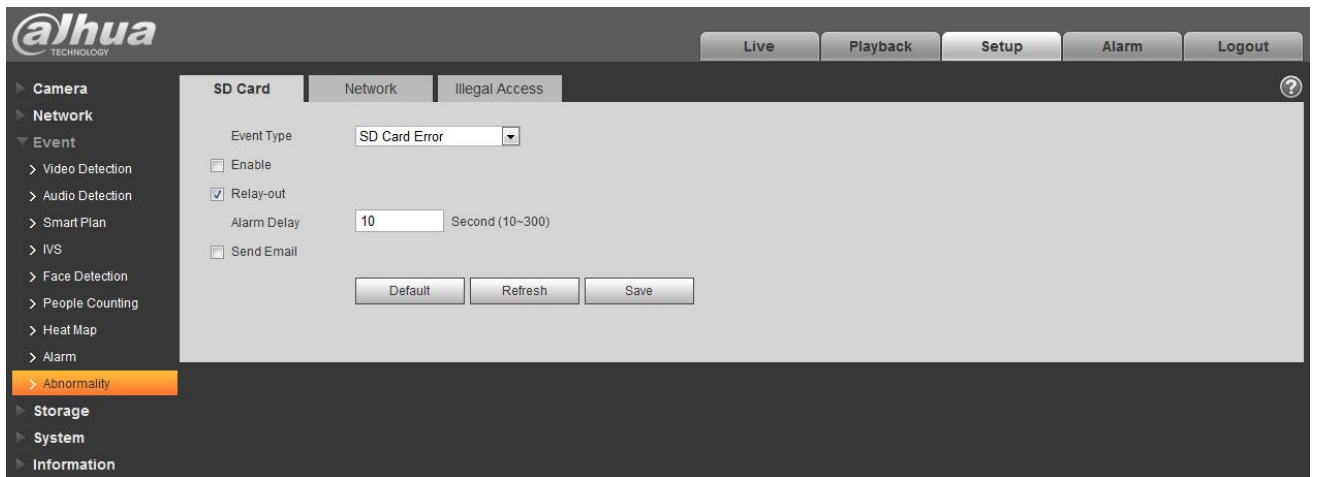 alhua
TECHNOLOGY
Live Playback Setup Alarm Logout
Camera
Network
Event
Video Detection
Audio Detection
Smart Plan
IVS
Face Detection
People Counting
Heat Map
Alarm
Abnormality
Storage
System
Information
SD Card Network Illegal Access ?
Event Type SD Card Error
Enable
Relay-out
Alarm Delay 10 Second (10~300)
Send Email
Default Refresh Save